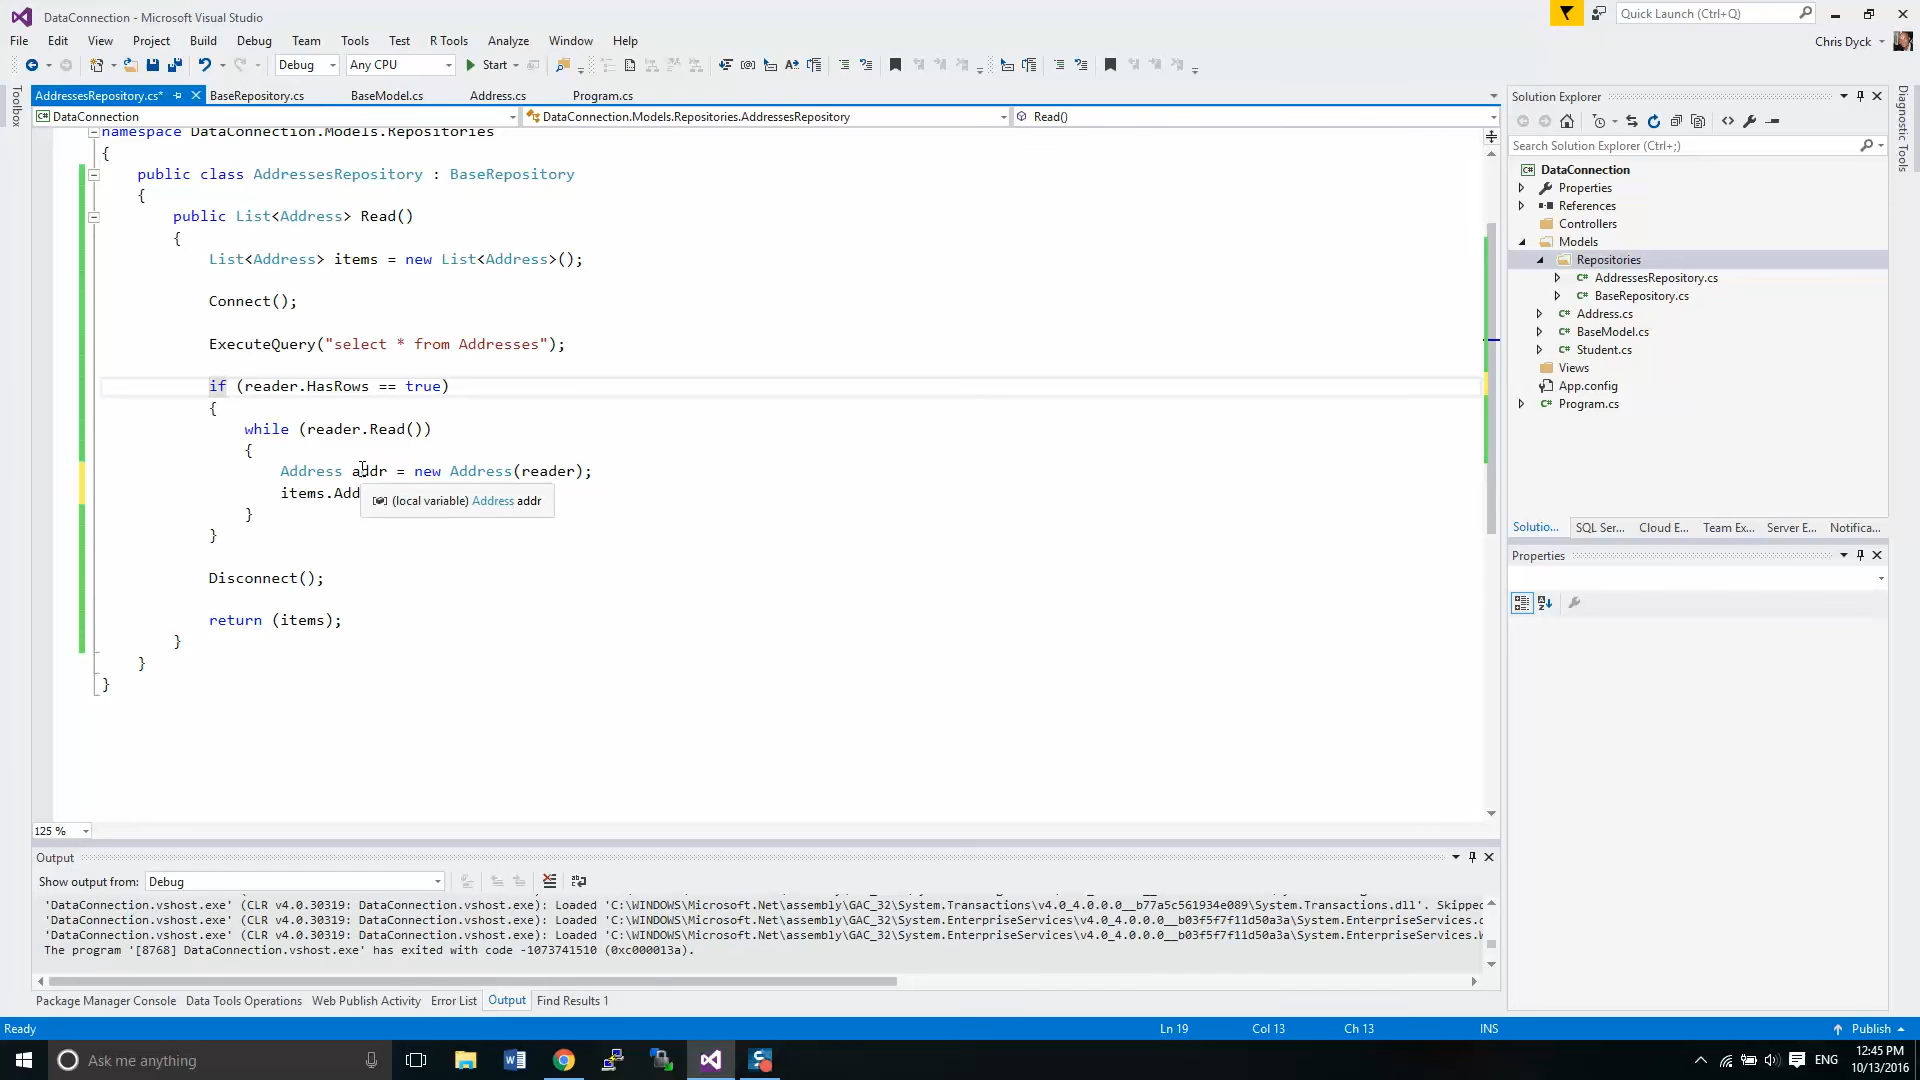 DataConnection - Microsoft Visual Studio
Quick Launch (Ctrl+Q)
File Edit View Project Build Debug Team Tools Test R Tools Analyze Window Help
Chris Dyck
Debug Any CPU Start
AddressesRepository.cs* BaseRepository.cs BaseModel.cs Address.cs Program.cs
DataConnection DataConnection.Models.Repositories.AddressesRepository Read()
Toolbox
namespace DataConnection.Models.Repositories
{
public class AddressesRepository : BaseRepository
{
public List<Address> Read()
{
List<Address> items = new List<Address>();
Connect();
ExecuteQuery("select * from Addresses");
if (reader.HasRows == true)
{
while (reader.Read())
{
Address addr = new Address(reader);
items.Add
(local variable) Address addr
}
}
Disconnect();
return (items);
}
}
}
125 %
Solution Explorer
Search Solution Explorer (Ctrl+;)
DataConnection
Properties
References
Controllers
Models
Repositories
AddressesRepository.cs
BaseRepository.cs
Address.cs
BaseModel.cs
Student.cs
Views
App.config
Program.cs
Solutio... SQL Ser... Cloud E... Team Ex... Server E... Notifica...
Properties
Diagnostic Tools
Output
Show output from: Debug
'DataConnection.vshost.exe' (CLR v4.0.30319: DataConnection.vshost.exe): Loaded 'C:\WINDOWS\Microsoft.Net\assembly\GAC_32\System.Transactions\v4.0_4.0.0.0__b77a5c561934e089\System.Transactions.dll'. Skipped
'DataConnection.vshost.exe' (CLR v4.0.30319: DataConnection.vshost.exe): Loaded 'C:\WINDOWS\Microsoft.Net\assembly\GAC_32\System.EnterpriseServices\v4.0_4.0.0.0__b03f5f7f11d50a3a\System.EnterpriseServices.
'DataConnection.vshost.exe' (CLR v4.0.30319: DataConnection.vshost.exe): Loaded 'C:\WINDOWS\Microsoft.Net\assembly\GAC_32\System.EnterpriseServices\v4.0_4.0.0.0__b03f5f7f11d50a3a\System.EnterpriseServices.W
The program '[8768] DataConnection.vshost.exe' has exited with code -1073741510 (0xc000013a).
Package Manager Console Data Tools Operations Web Publish Activity Error List Output Find Results 1
Ready Ln 19 Col 13 Ch 13 INS Publish
Ask me anything
ENG
12:45 PM
10/13/2016